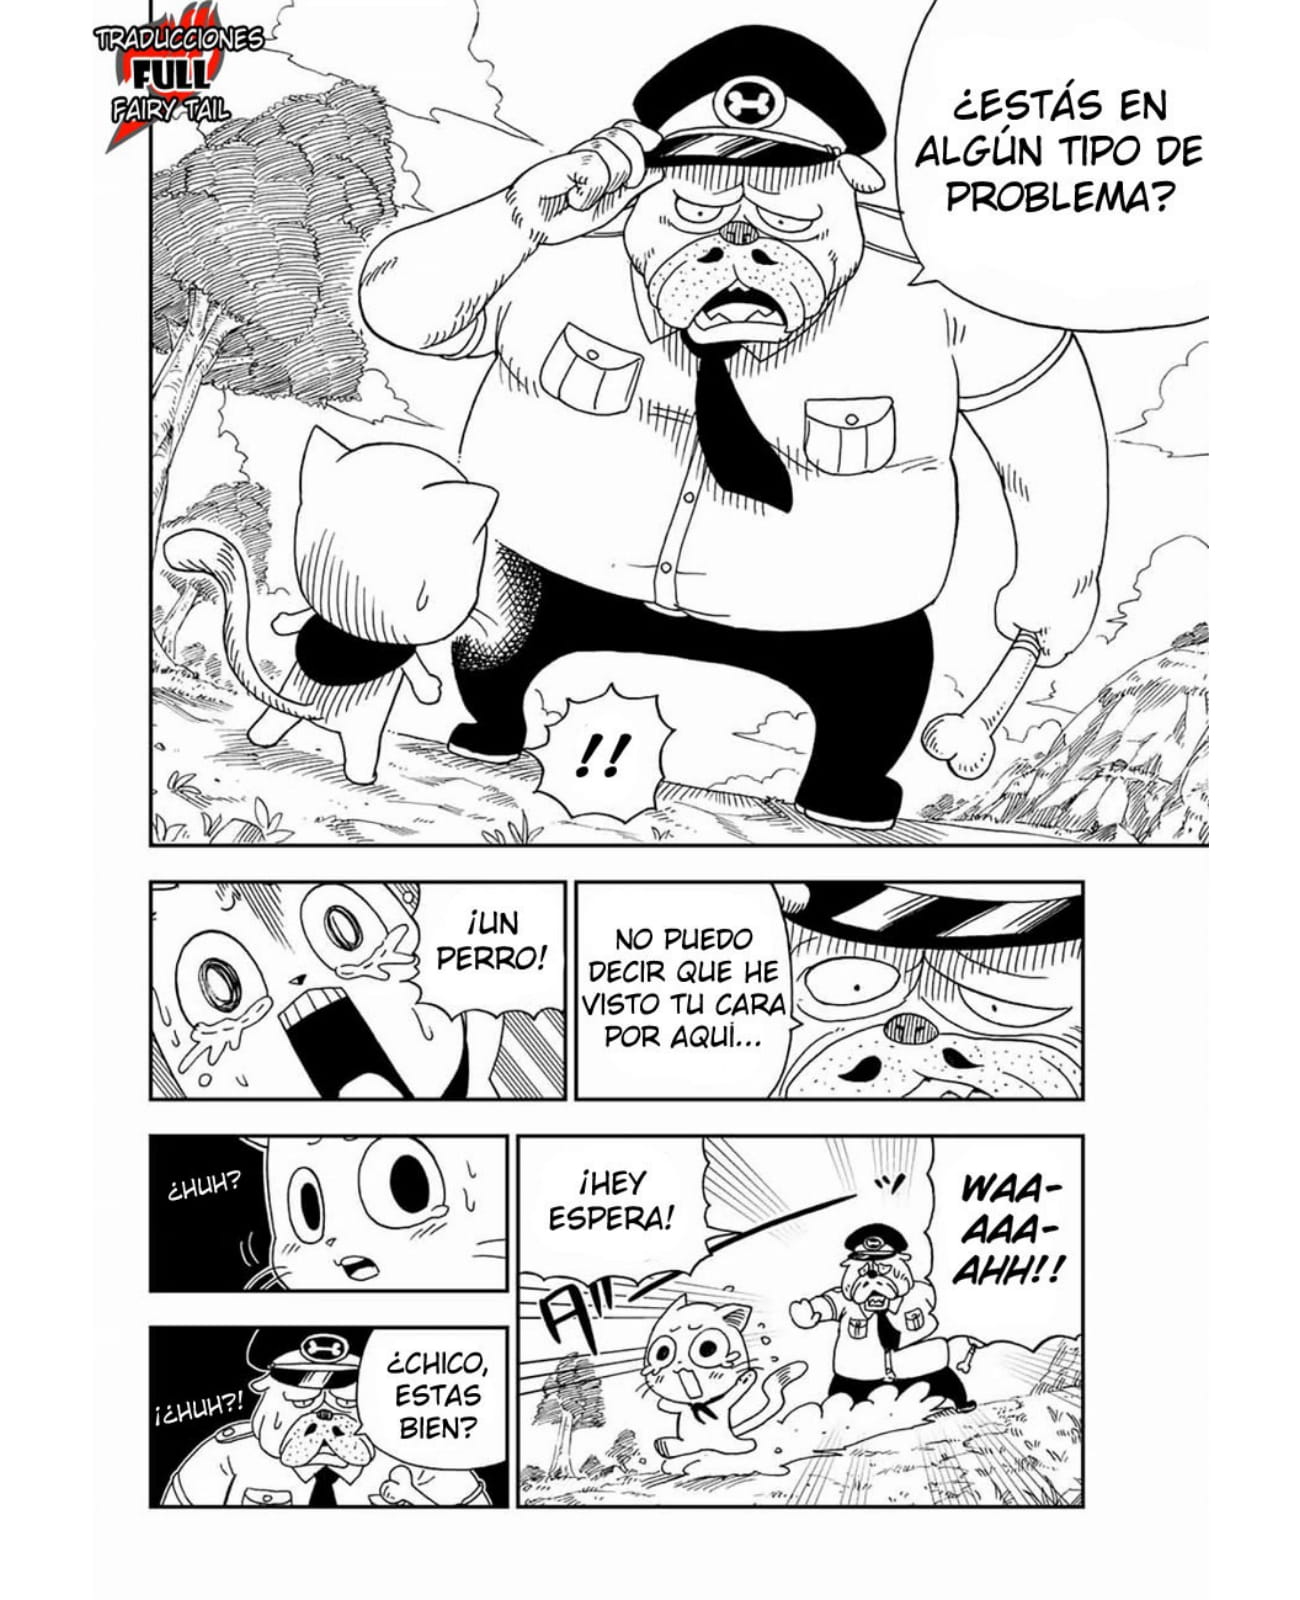 TRADUCCIONES
FULL
FAIRY TAIL
¿ESTÁS EN
ALGÚN TIPO DE
PROBLEMA?
!!
NO PUEDO
DECIR QUE HE
VISTO TU CARA
POR AQUÍ...
¡UN
PERRO!
WAA-
AAA-
AHH!!
¡HEY
ESPERA!
¿HUH?
¿CHICO,
ESTAS
BIEN?
¡¿HUH?!